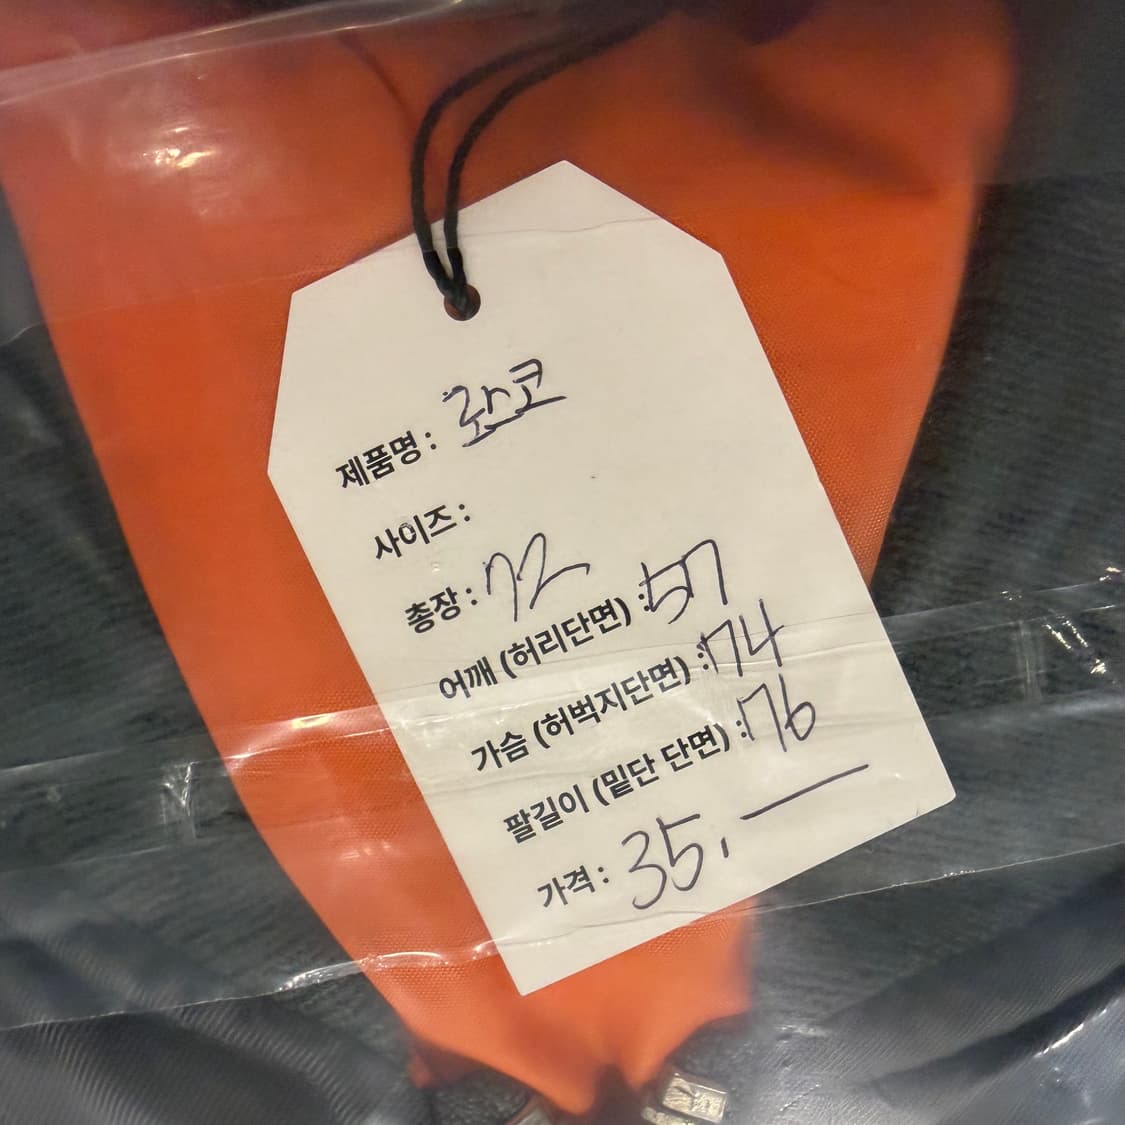 제품명 : 로스코
사이즈 :
총장 : 72
어깨 (허리단면) : 57
가슴 (허벅지단면) : 74
팔길이 (밑단 단면) : 76
가격 : 35,—